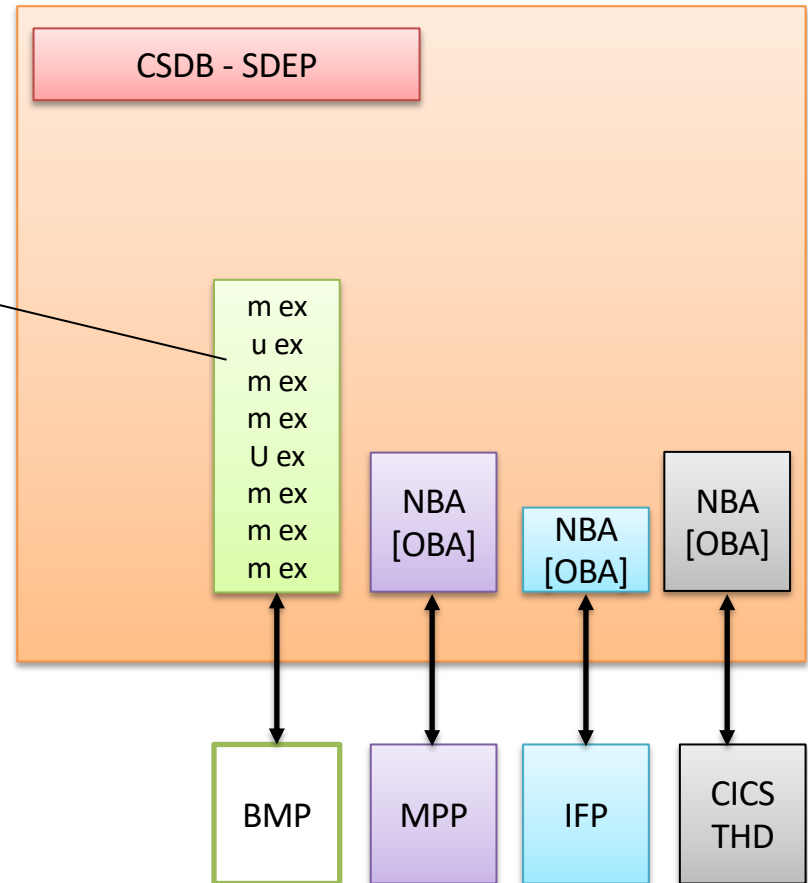 CSDB - SDEP
m ex
u ex
m ex
m ex
U ex
m ex
m ex
m ex
NBA
[OBA]
NBA
[OBA]
NBA
[OBA]
BMP
MPP
IFP
CICS
THD